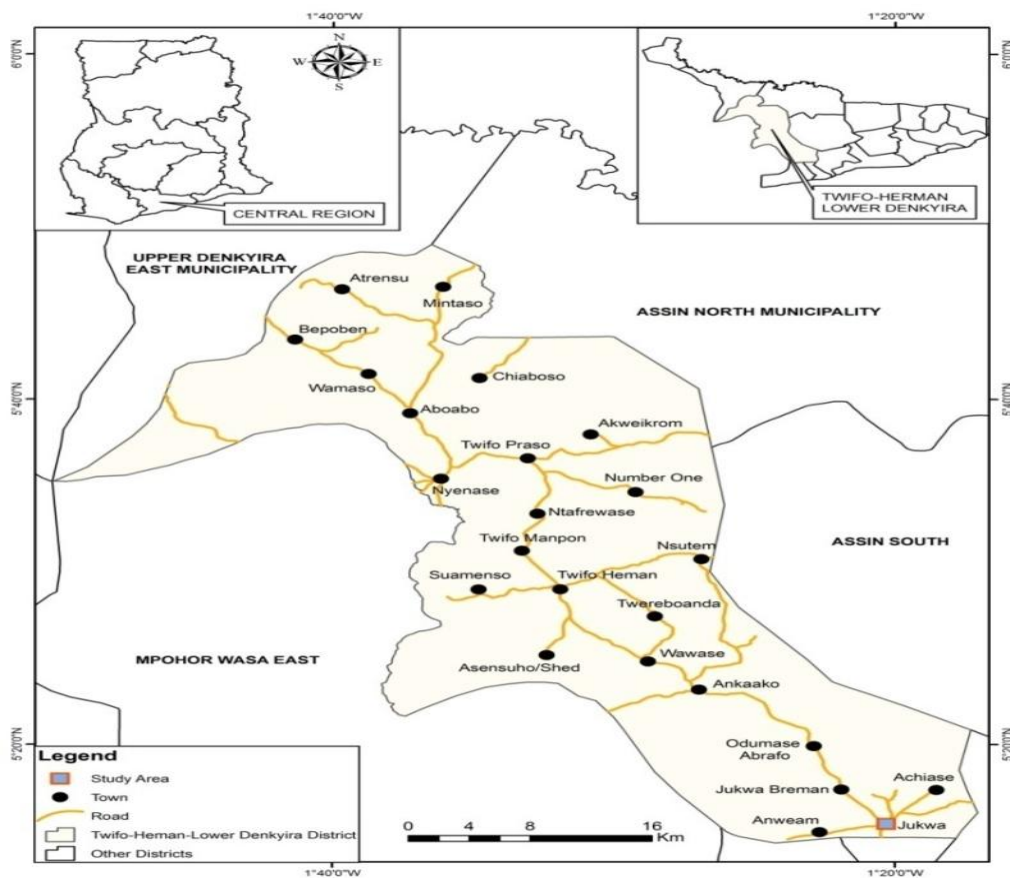 1°40'0"W
1°20'0"W
6°0'0"N
6°0'0"N
N
W
E
S
CENTRAL REGION
TWIFO-HERMAN
LOWER DENKYIRA
UPPER DENKYIRA
EAST MUNICIPALITY
Atrensu
Mintaso
ASSIN NORTH MUNICIPALITY
Bepoben
Chiaboso
Wamaso
5°40'0"N
5°40'0"N
Aboabo
Akweikrom
Twifo Praso
Number One
Nyenase
Ntafrewase
Twifo Manpon
Nsutem
ASSIN SOUTH
Suamenso
Twifo Heman
Twereboanda
MPOHOR WASA EAST
Asensuho/Shed
Wawase
Ankaako
5°20'0"N
5°20'0"N
Odumase
Abrafo
Jukwa Breman
Achiase
Anweam
Jukwa
Legend
Study Area
Town
Road
Twifo-Heman-Lower Denkyira District
Other Districts
0 4 8 16
Km
1°40'0"W
1°20'0"W